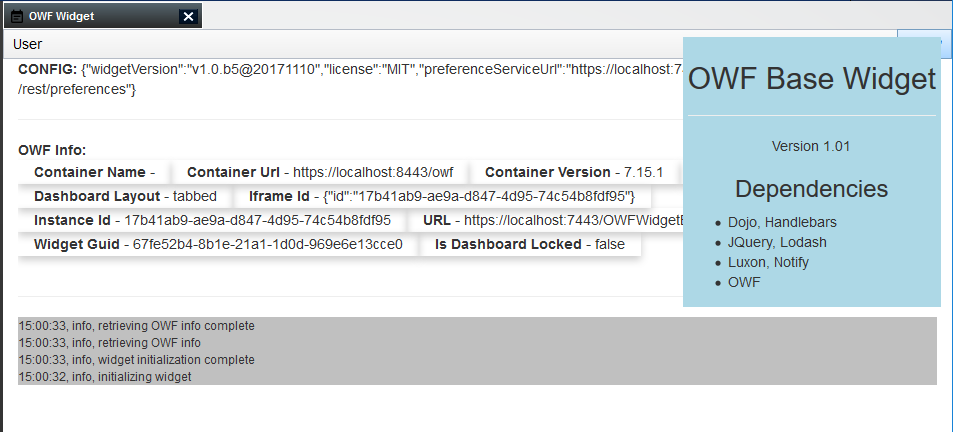 OWF Widget
User
CONFIG: {"widgetVersion":"v1.0.b5@20171110","license":"MIT","preferenceServiceUrl":"https://localhost:7
/rest/preferences"}
OWF Info:
Container Name - Container Url - https://localhost:8443/owf Container Version - 7.15.1
Dashboard Layout - tabbed Iframe Id - {"id":"17b41ab9-ae9a-d847-4d95-74c54b8fdf95"}
Instance Id - 17b41ab9-ae9a-d847-4d95-74c54b8fdf95 URL - https://localhost:7443/OWFWidget
Widget Guid - 67fe52b4-8b1e-21a1-1d0d-969e6e13cce0 Is Dashboard Locked - false
OWF Base Widget
Version 1.01
Dependencies
Dojo, Handlebars
JQuery, Lodash
Luxon, Notify
OWF
15:00:33, info, retrieving OWF info complete
15:00:33, info, retrieving OWF info
15:00:33, info, widget initialization complete
15:00:32, info, initializing widget